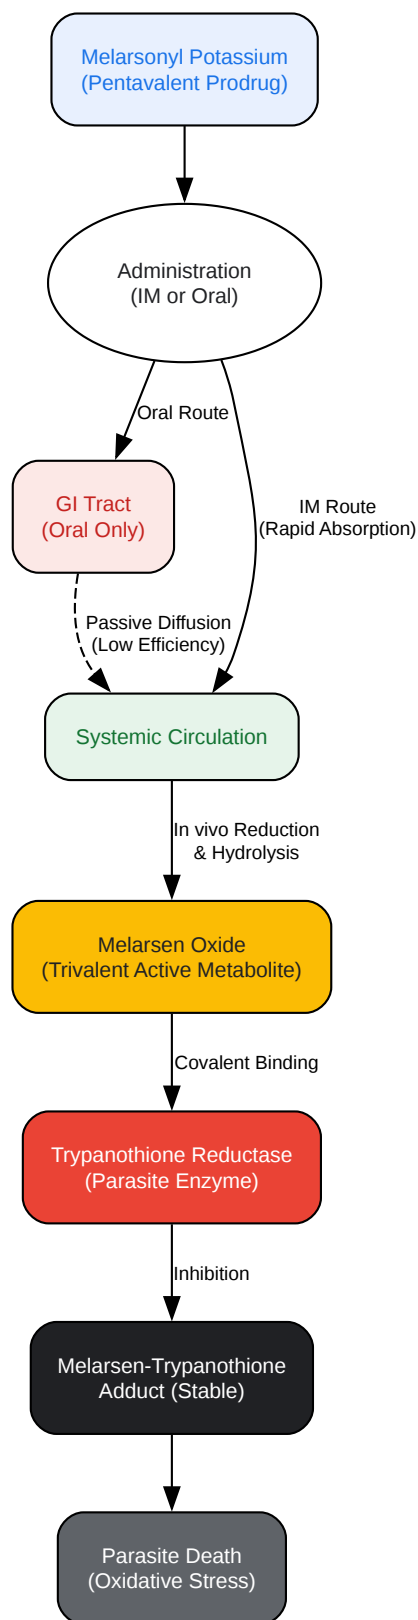 Melarsonyl Potassium
(Pentavalent Prodrug)
Administration
(IM or Oral)
Oral Route
GI Tract
(Oral Only)
IM Route
(Rapid Absorption)
Passive Diffusion
(Low Efficiency)
Systemic Circulation
In vivo Reduction
& Hydrolysis
Melarsen Oxide
(Trivalent Active Metabolite)
Covalent Binding
Trypanothione Reductase
(Parasite Enzyme)
Inhibition
Melarsen-Trypanothione
Adduct (Stable)
Parasite Death
(Oxidative Stress)